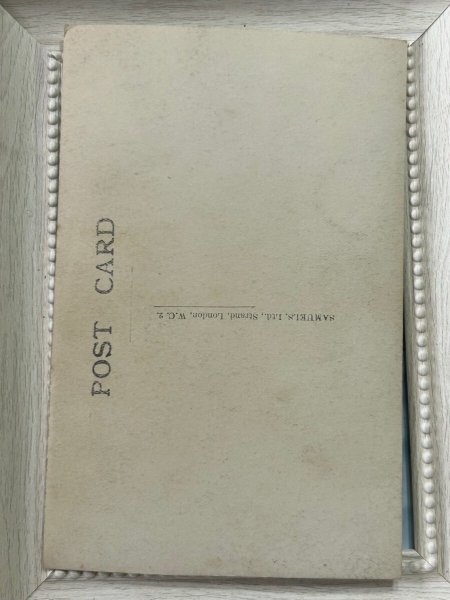 POST CARD
SAMUELS, Ltd., Strand, London, W.C. 2.